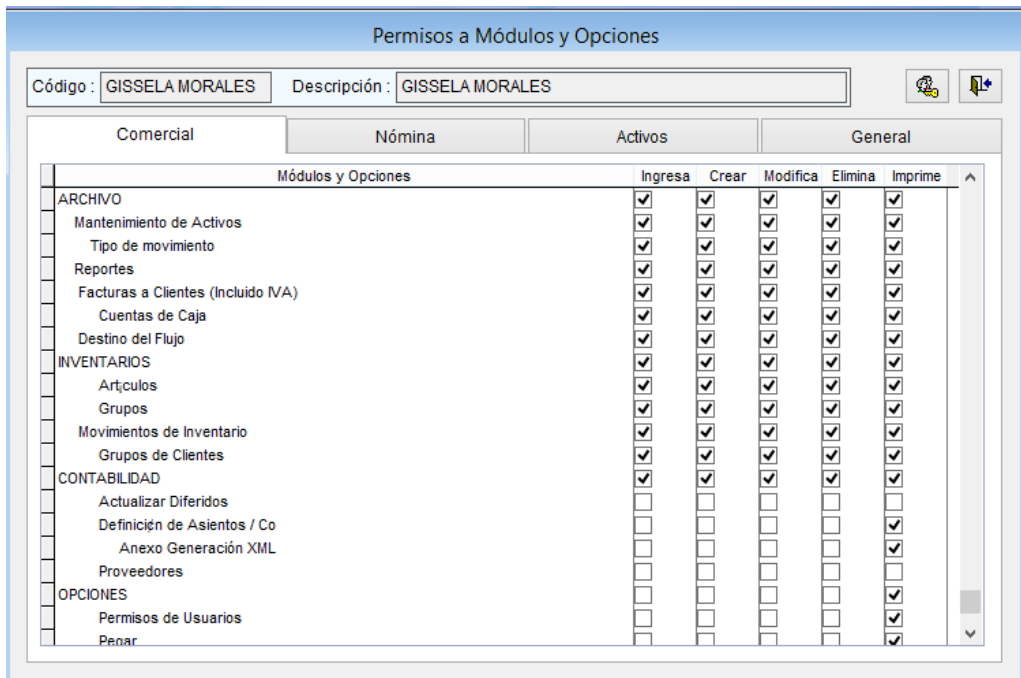 Permisos a Módulos y Opciones
Código : GISSELA MORALES Descripción : GISSELA MORALES
Comercial Nómina Activos General
Módulos y Opciones Ingresa Crear Modifica Elimina Imprime
ARCHIVO
Mantenimiento de Activos
Tipo de movimiento
Reportes
Facturas a Clientes (Incluido IVA)
Cuentas de Caja
Destino del Flujo
INVENTARIOS
Art¡culos
Grupos
Movimientos de Inventario
Grupos de Clientes
CONTABILIDAD
Actualizar Diferidos
Definici¢n de Asientos / Co
Anexo Generación XML
Proveedores
OPCIONES
Permisos de Usuarios
Pegar